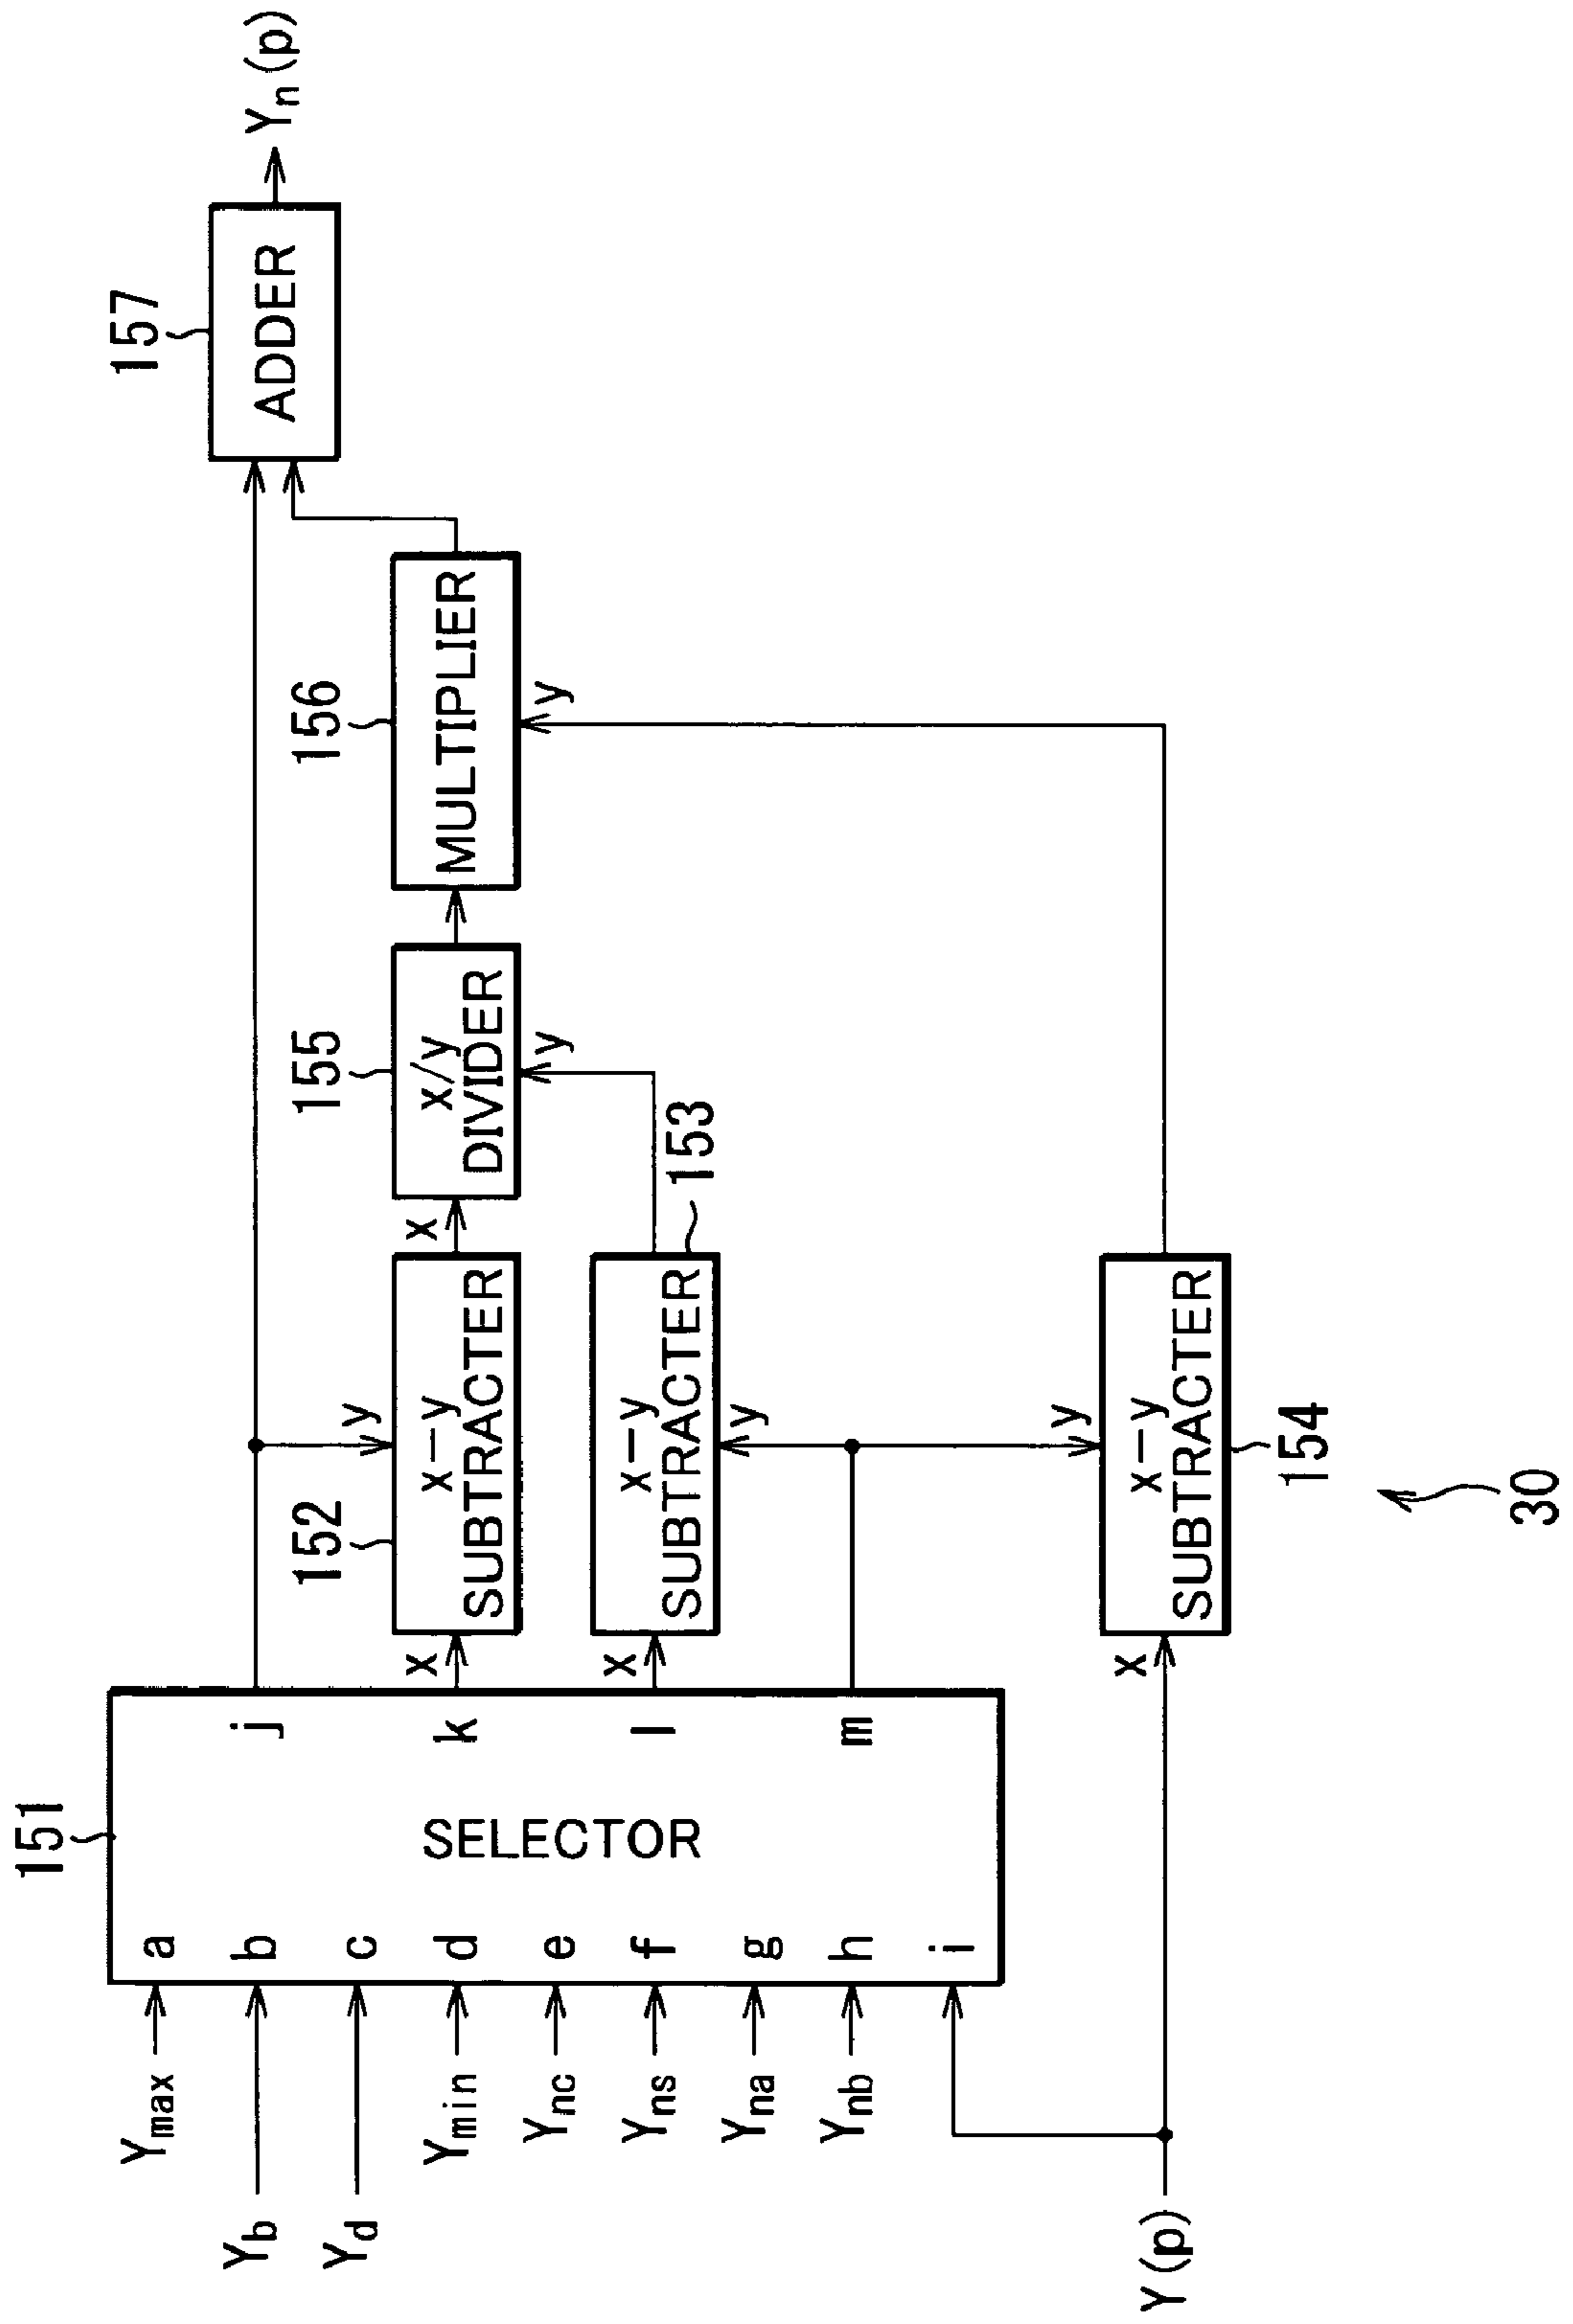 151
SELECTOR
a
b
c
d
e
f
g
h
i
j
k
l
m
Ymax
Yb
Yd
Ymin
Ync
Yns
Yna
Ynb
Y(p)
152
x
y
x-y
SUBTRACTER
x
153
x
y
x-y
SUBTRACTER
154
x
y
x-y
SUBTRACTER
155
x/y
DIVIDER
y
156
MULTIPLIER
y
157
ADDER
Yn(p)
30